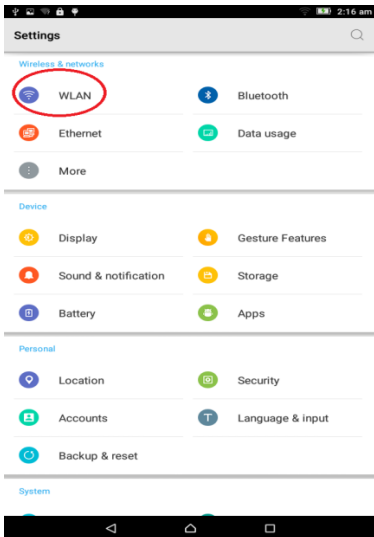 2:16 am
Settings
Wireless & networks
WLAN
Bluetooth
Ethernet
Data usage
More
Device
Display
Gesture Features
Sound & notification
Storage
Battery
Apps
Personal
Location
Security
Accounts
Language & input
Backup & reset
System